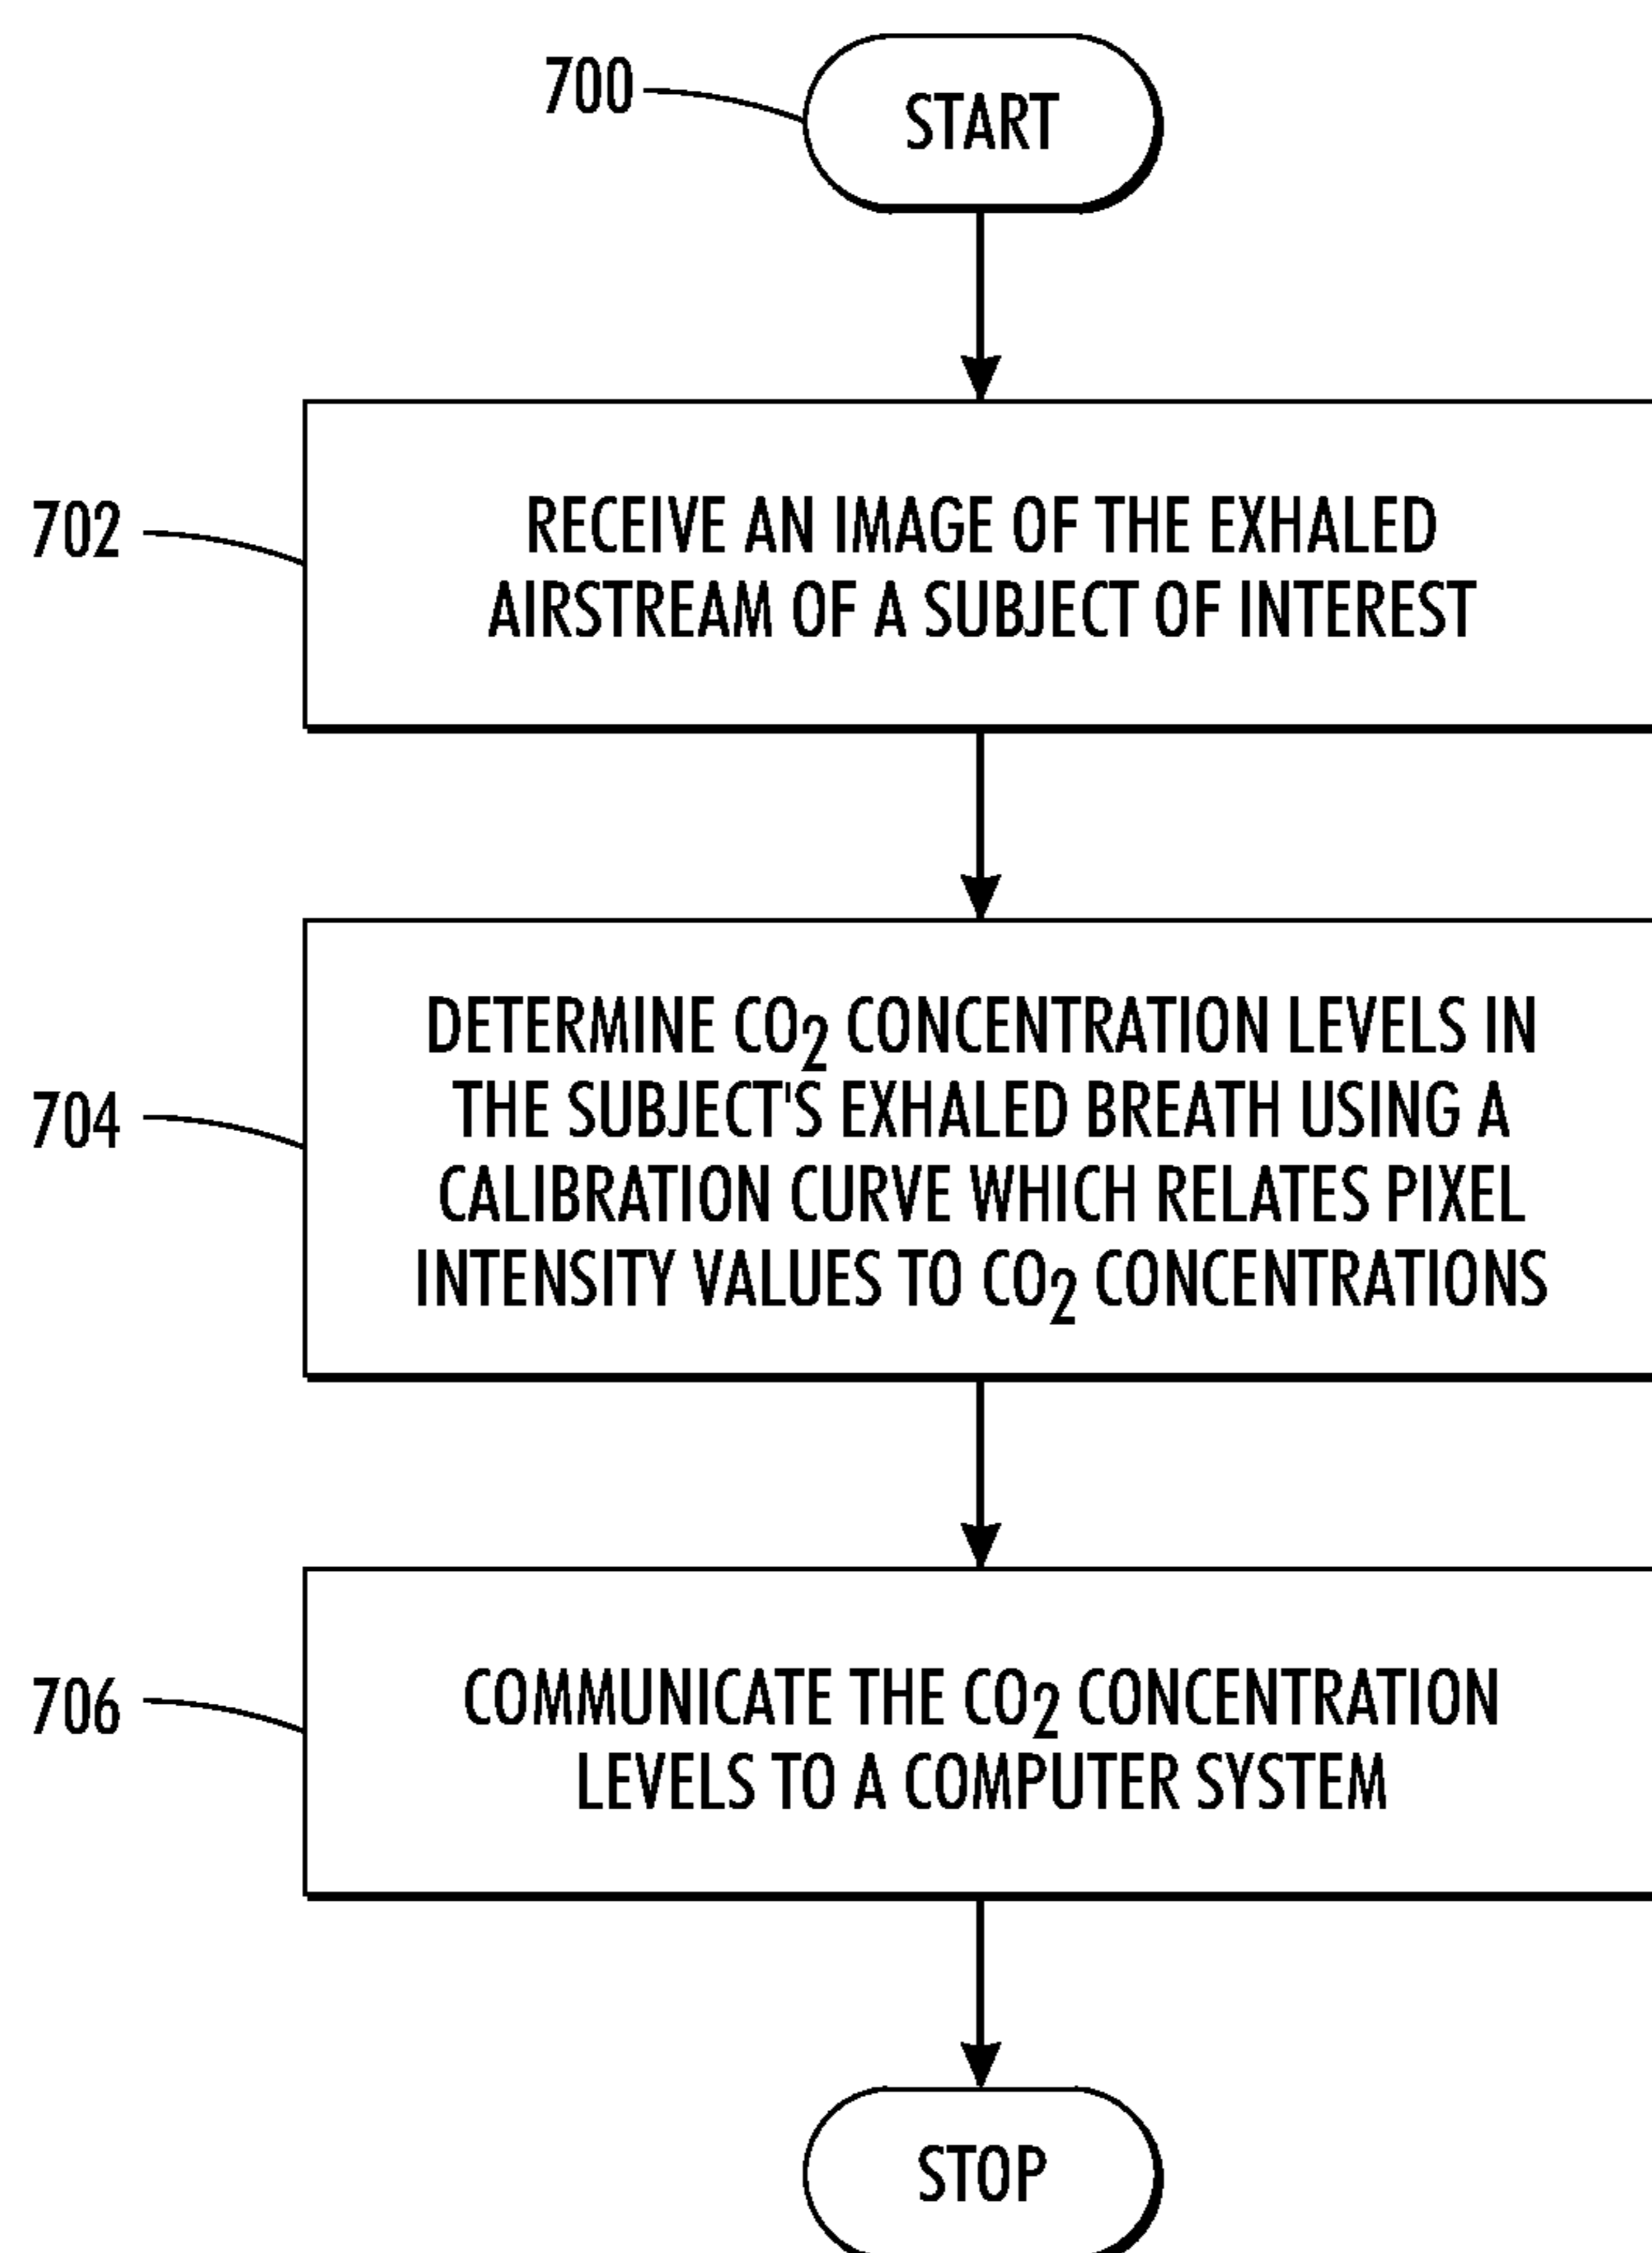 700
START
702
RECEIVE AN IMAGE OF THE EXHALED
AIRSTREAM OF A SUBJECT OF INTEREST
704
DETERMINE CO2 CONCENTRATION LEVELS IN
THE SUBJECT'S EXHALED BREATH USING A
CALIBRATION CURVE WHICH RELATES PIXEL
INTENSITY VALUES TO CO2 CONCENTRATIONS
706
COMMUNICATE THE CO2 CONCENTRATION
LEVELS TO A COMPUTER SYSTEM
STOP